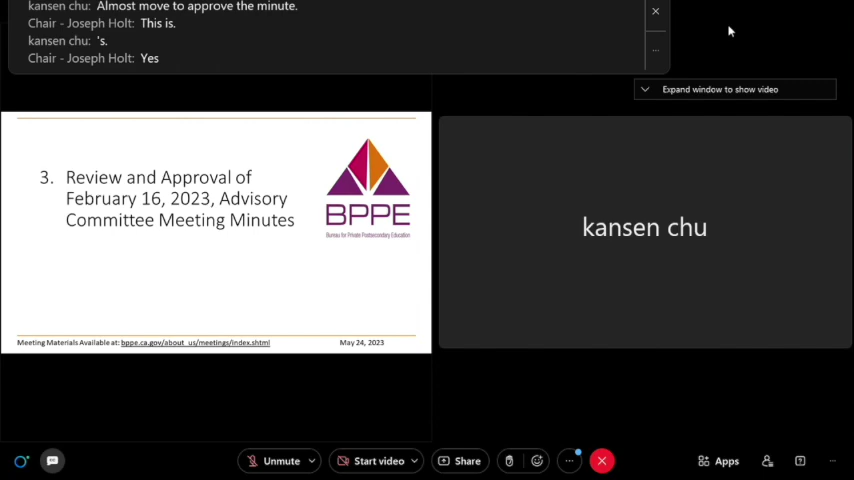 kansen chu: Almost move to approve the minute.
Chair - Joseph Holt: This is.
kansen chu: 's.
Chair - Joseph Holt: Yes
Expand window to show video
3. Review and Approval of
February 16, 2023, Advisory
Committee Meeting Minutes
BPPE
Bureau for Private Postsecondary Education
kansen chu
Meeting Materials Available at: bppe.ca.gov/about_us/meetings/index.shtml
May 24, 2023
Unmute
Start video
Share
Apps